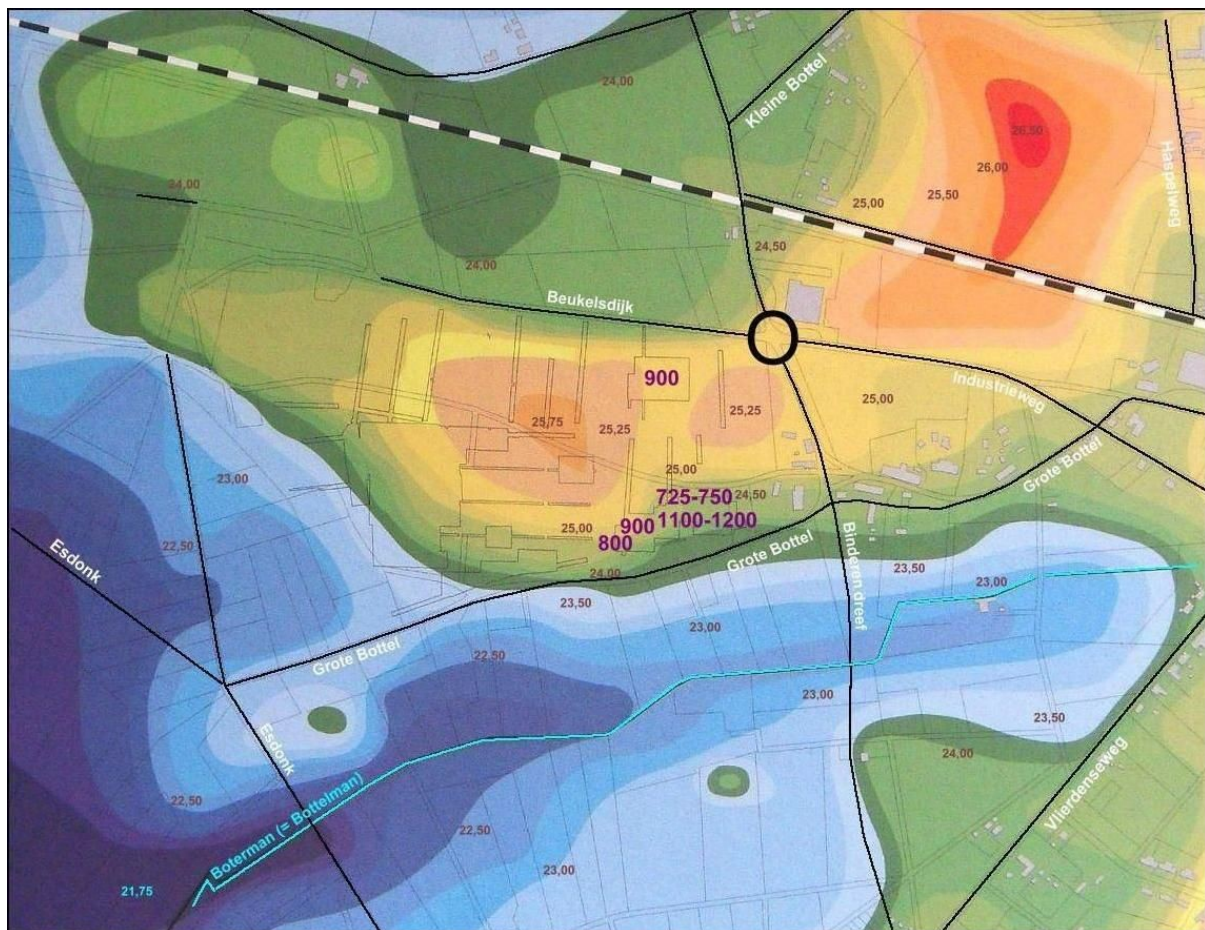 24,00
Kleine Bottel
26,50
26,00
Haspelweg
25,50
25,00
24,00
24,50
24,00
Beukelsdijk
900
Industrieweg
25,75
25,25
25,25
25,00
Grote Bottel
25,00
23,00
725-750
24,50
25,00
900
1100-1200
800
22,50
Esdonk
Grote Bottel
Binderen dreef
24,00
23,50
23,00
23,50
23,00
Grote Bottel
22,50
23,00
23,50
Esdonk
24,00
Vlierdenseweg
22,50
Boterman (= Bottelman)
22,50
23,00
21,75